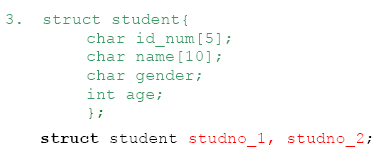 3. struct student{
char id_num[5];
char name[10];
char gender;
int age;
};
struct student studno_1, studno_2;